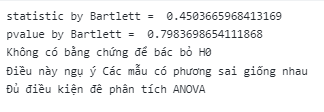 statistic by Bartlett =  0.4503665968413169
pvalue by Bartlett =  0.7983698654111868
Không có bằng chứng để bác bỏ H0
Điều này ngụ ý Các mẫu có phương sai giống nhau
Đủ điều kiện đê phân tích ANOVA